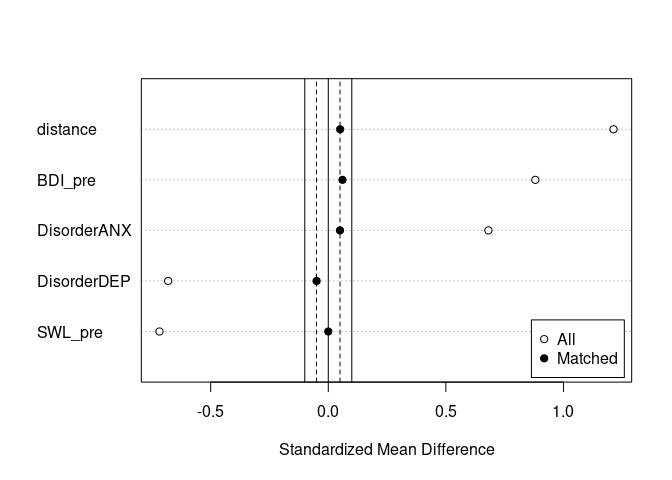 distance
BDI_pre
DisorderANX
DisorderDEP
SWL_pre
All
Matched
-0.5 0.0 0.5 1.0
Standardized Mean Difference